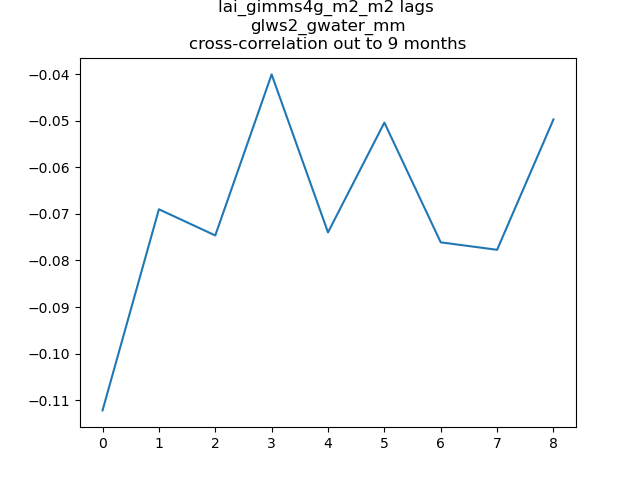 lai_gimms4g_m2_m2 lags
glws2_gwater_mm
cross-correlation out to 9 months
−0.04
−0.05
−0.06
−0.07
−0.08
−0.09
−0.10
−0.11
0 1 2 3 4 5 6 7 8